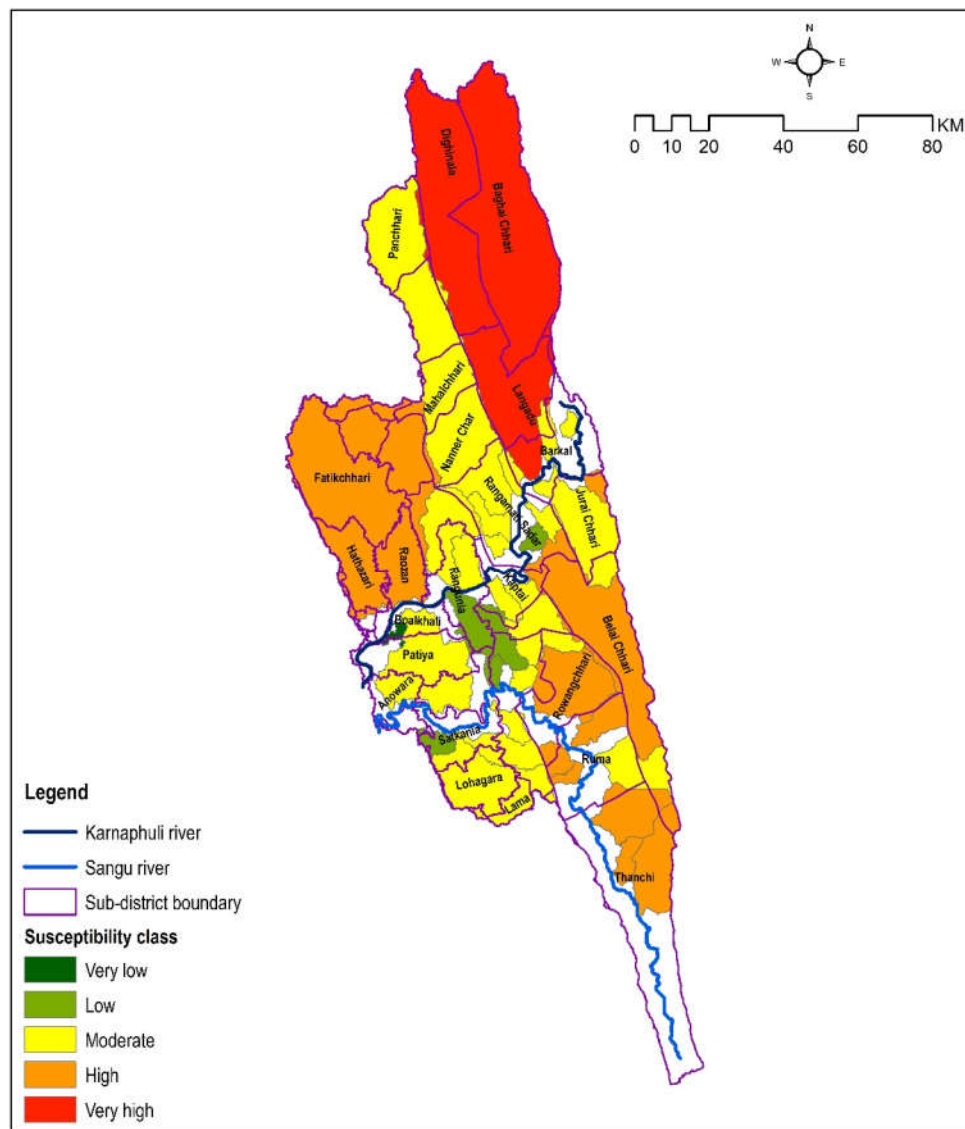 N
W E
S
KM
0 10 20 40 60 80
Dighinala
Baghai Chhari
Panchhari
Mahalchhari
Langadu
Nanner Char
Barkal
Fatikchhari
Rangamati Sadar
Jurai Chhari
Hathazari
Raozan
Rangunia
Kaptai
Boalkhali
Belai Chhari
Patiya
Rowangchhari
Anowara
Satkania
Ruma
Lohagara
Lama
Thanchi
Legend
Karnaphuli river
Sangu river
Sub-district boundary
Susceptibility class
Very low
Low
Moderate
High
Very high